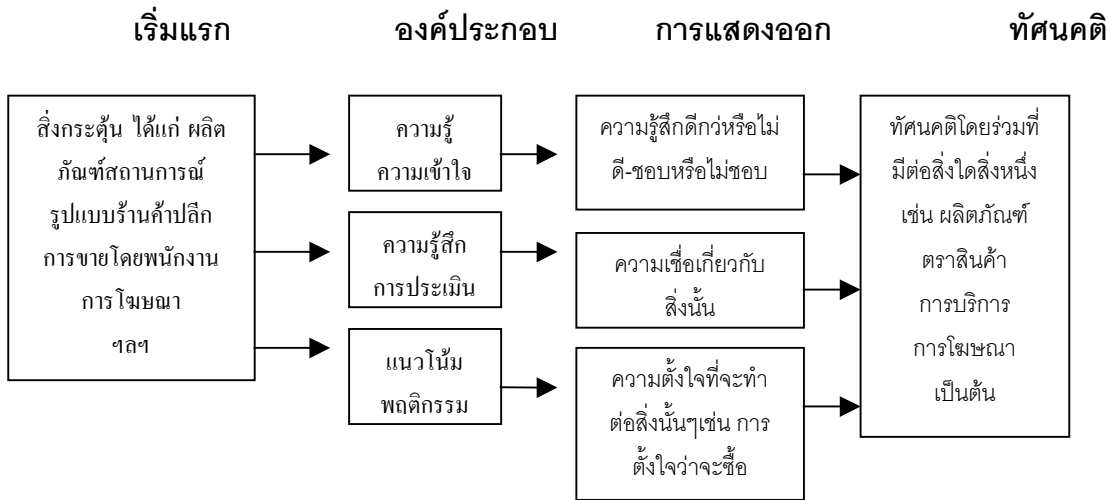 เริ่มแรก องค์ประกอบ การแสดงออก ทัศนคติ
สิ่งกระตุ้น ได้แก่ ผลิต
ภัณฑ์สถานการณ์
รูปแบบร้านค้าปลีก
การขายโดยพนักงาน
การโฆษณา
ฯลฯ
ความรู้
ความเข้าใจ
ความรู้สึก
การประเมิน
แนวโน้ม
พฤติกรรม
ความรู้สึกดีกว่หรือไม่
ดี-ชอบหรือไม่ชอบ
ความเชื่อเกี่ยวกับ
สิ่งนั้น
ความตั้งใจที่จะทำ
ต่อสิ่งนั้นๆเช่น การ
ตั้งใจว่าจะซื้อ
ทัศนคติโดยร่วมที่
มีต่อสิ่งใดสิ่งหนึ่ง
เช่น ผลิตภัณฑ์
ตราสินค้า
การบริการ
การโฆษณา
เป็นต้น